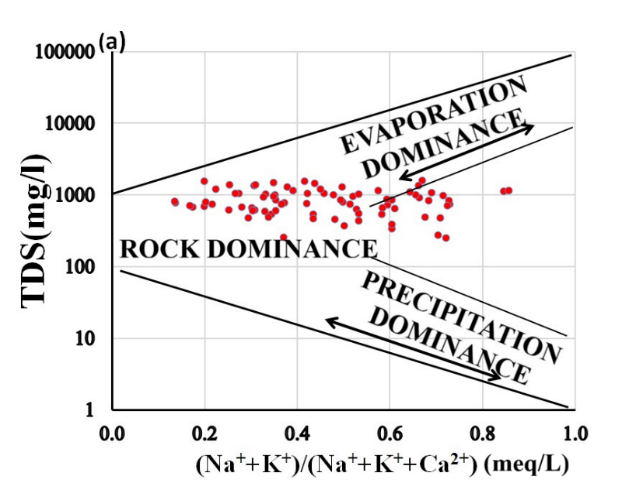 (a)
100000
10000
1000
100
10
1
TDS(mg/l)
EVAPORATION
DOMINANCE
ROCK DOMINANCE
PRECIPITATION
DOMINANCE
0.0 0.2 0.4 0.6 0.8 1.0
(Na⁺+K⁺)/(Na⁺+K⁺+Ca²⁺) (meq/L)